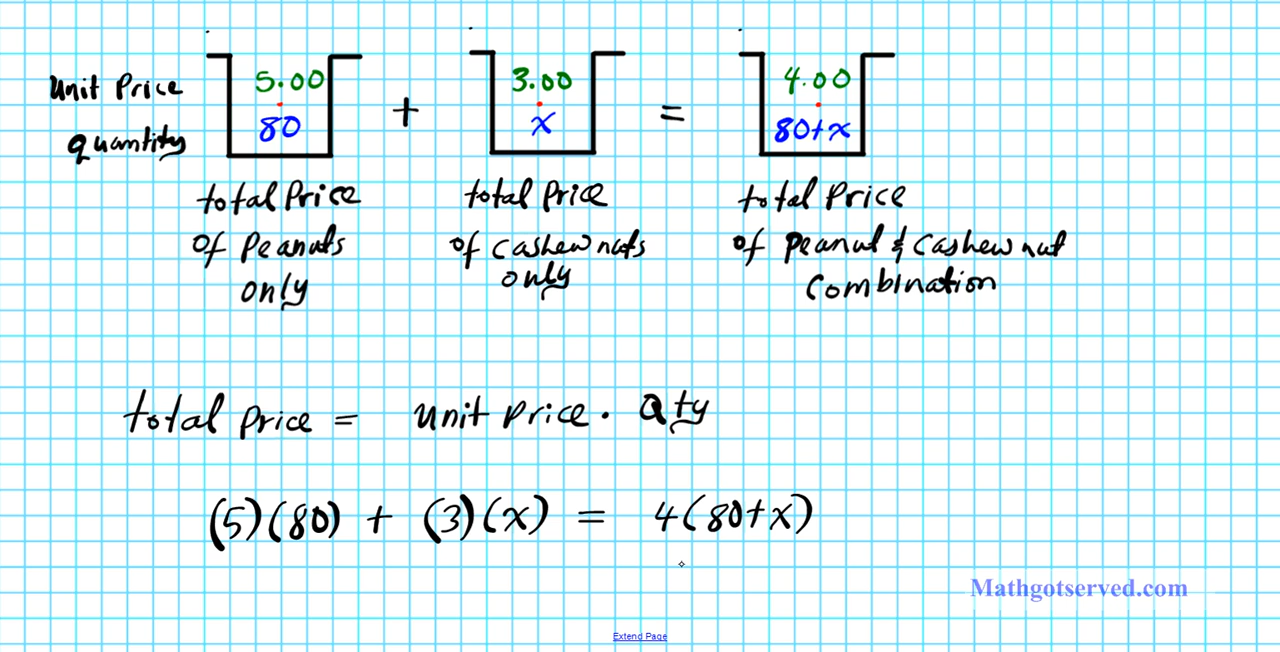 Unit Price 5.00 + 3.00 = 4.00
quantity 80 x 80+x
total Price total Price total Price
of Peanuts of cashew nuts of Peanut & cashew nut
only only combination
total price = unit price · Qty
(5)(80) + (3)(x) = 4(80+x)
Mathgotserved.com
Extend Page